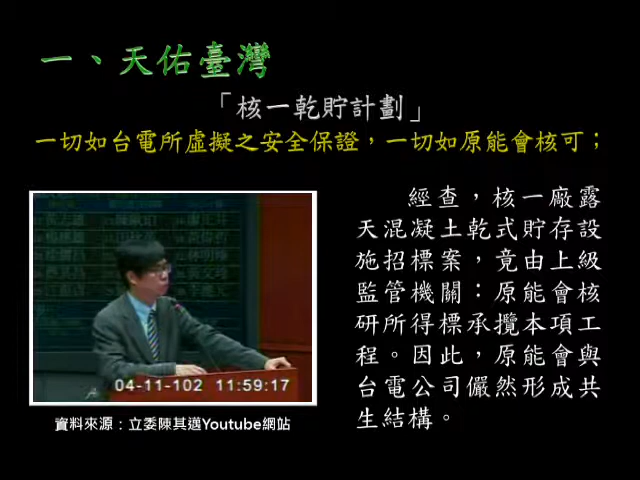 一、天佑臺灣
「核一乾貯計劃」
一切如台電所虛擬之安全保證，一切如原能會核可；
經查，核一廠露
天混凝土乾式貯存設
施招標案，竟由上級
監管機關：原能會核
研所得標承攬本項工
程。因此，原能會與
台電公司儼然形成共
生結構。
04-11-102 11:59:17
資料來源：立委陳其邁Youtube網站